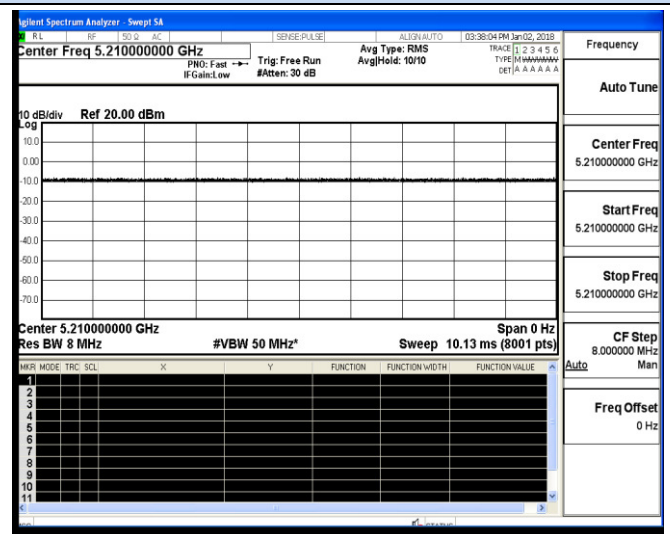 Agilent Spectrum Analyzer - Swept SA
RL RF 50 Ω AC SENSE:PULSE ALIGN AUTO 03:38:04 PM Jan 02, 2018
Center Freq 5.210000000 GHz
PNO: Fast
IFGain:Low
Trig: Free Run
#Atten: 30 dB
Avg Type: RMS
Avg|Hold: 10/10
TRACE 1 2 3 4 5 6
TYPE M WWWWW
DET A A A A A A
10 dB/div Ref 20.00 dBm
Log
10.0
0.00
-10.0
-20.0
-30.0
-40.0
-50.0
-60.0
-70.0
Center 5.210000000 GHz Span 0 Hz
Res BW 8 MHz #VBW 50 MHz* Sweep 10.13 ms (8001 pts)
MKR MODE TRC SCL X Y FUNCTION FUNCTION WIDTH FUNCTION VALUE
1
2
3
4
5
6
7
8
9
10
11
STATUS
Frequency
Auto Tune
Center Freq
5.210000000 GHz
Start Freq
5.210000000 GHz
Stop Freq
5.210000000 GHz
CF Step
8.000000 MHz
Auto Man
Freq Offset
0 Hz